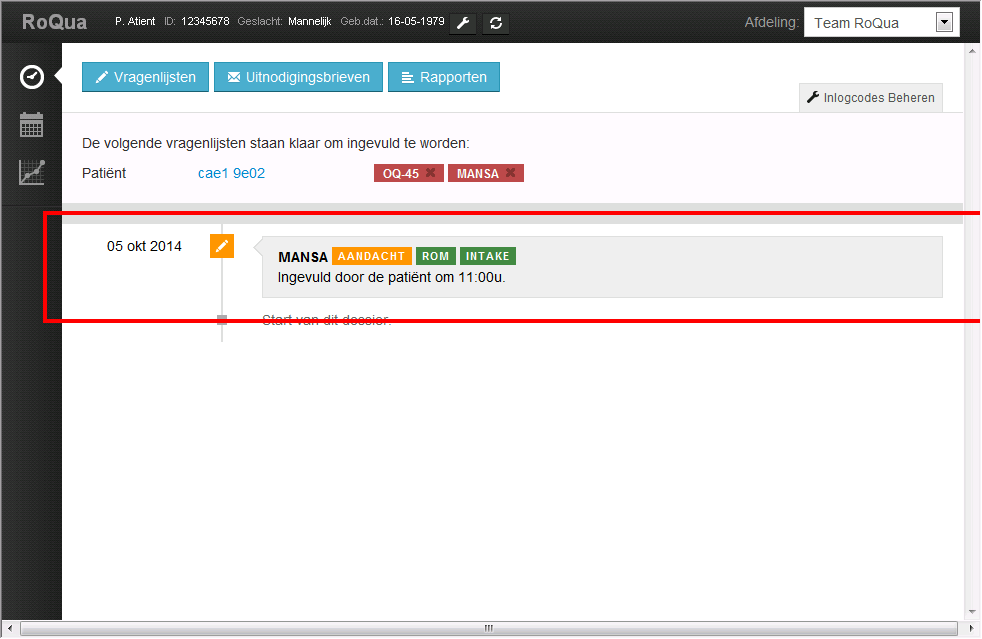 RoQua P. Atient ID: 12345678 Geslacht: Mannelijk Geb.dat.: 16-05-1979 Afdeling: Team RoQua
Vragenlijsten Uitnodigingsbrieven Rapporten
Inlogcodes Beheren
De volgende vragenlijsten staan klaar om ingevuld te worden:
Patiënt cae1 9e02 OQ-45 MANSA
05 okt 2014
MANSA AANDACHT ROM INTAKE
Ingevuld door de patiënt om 11:00u.
Start van dit dossier.